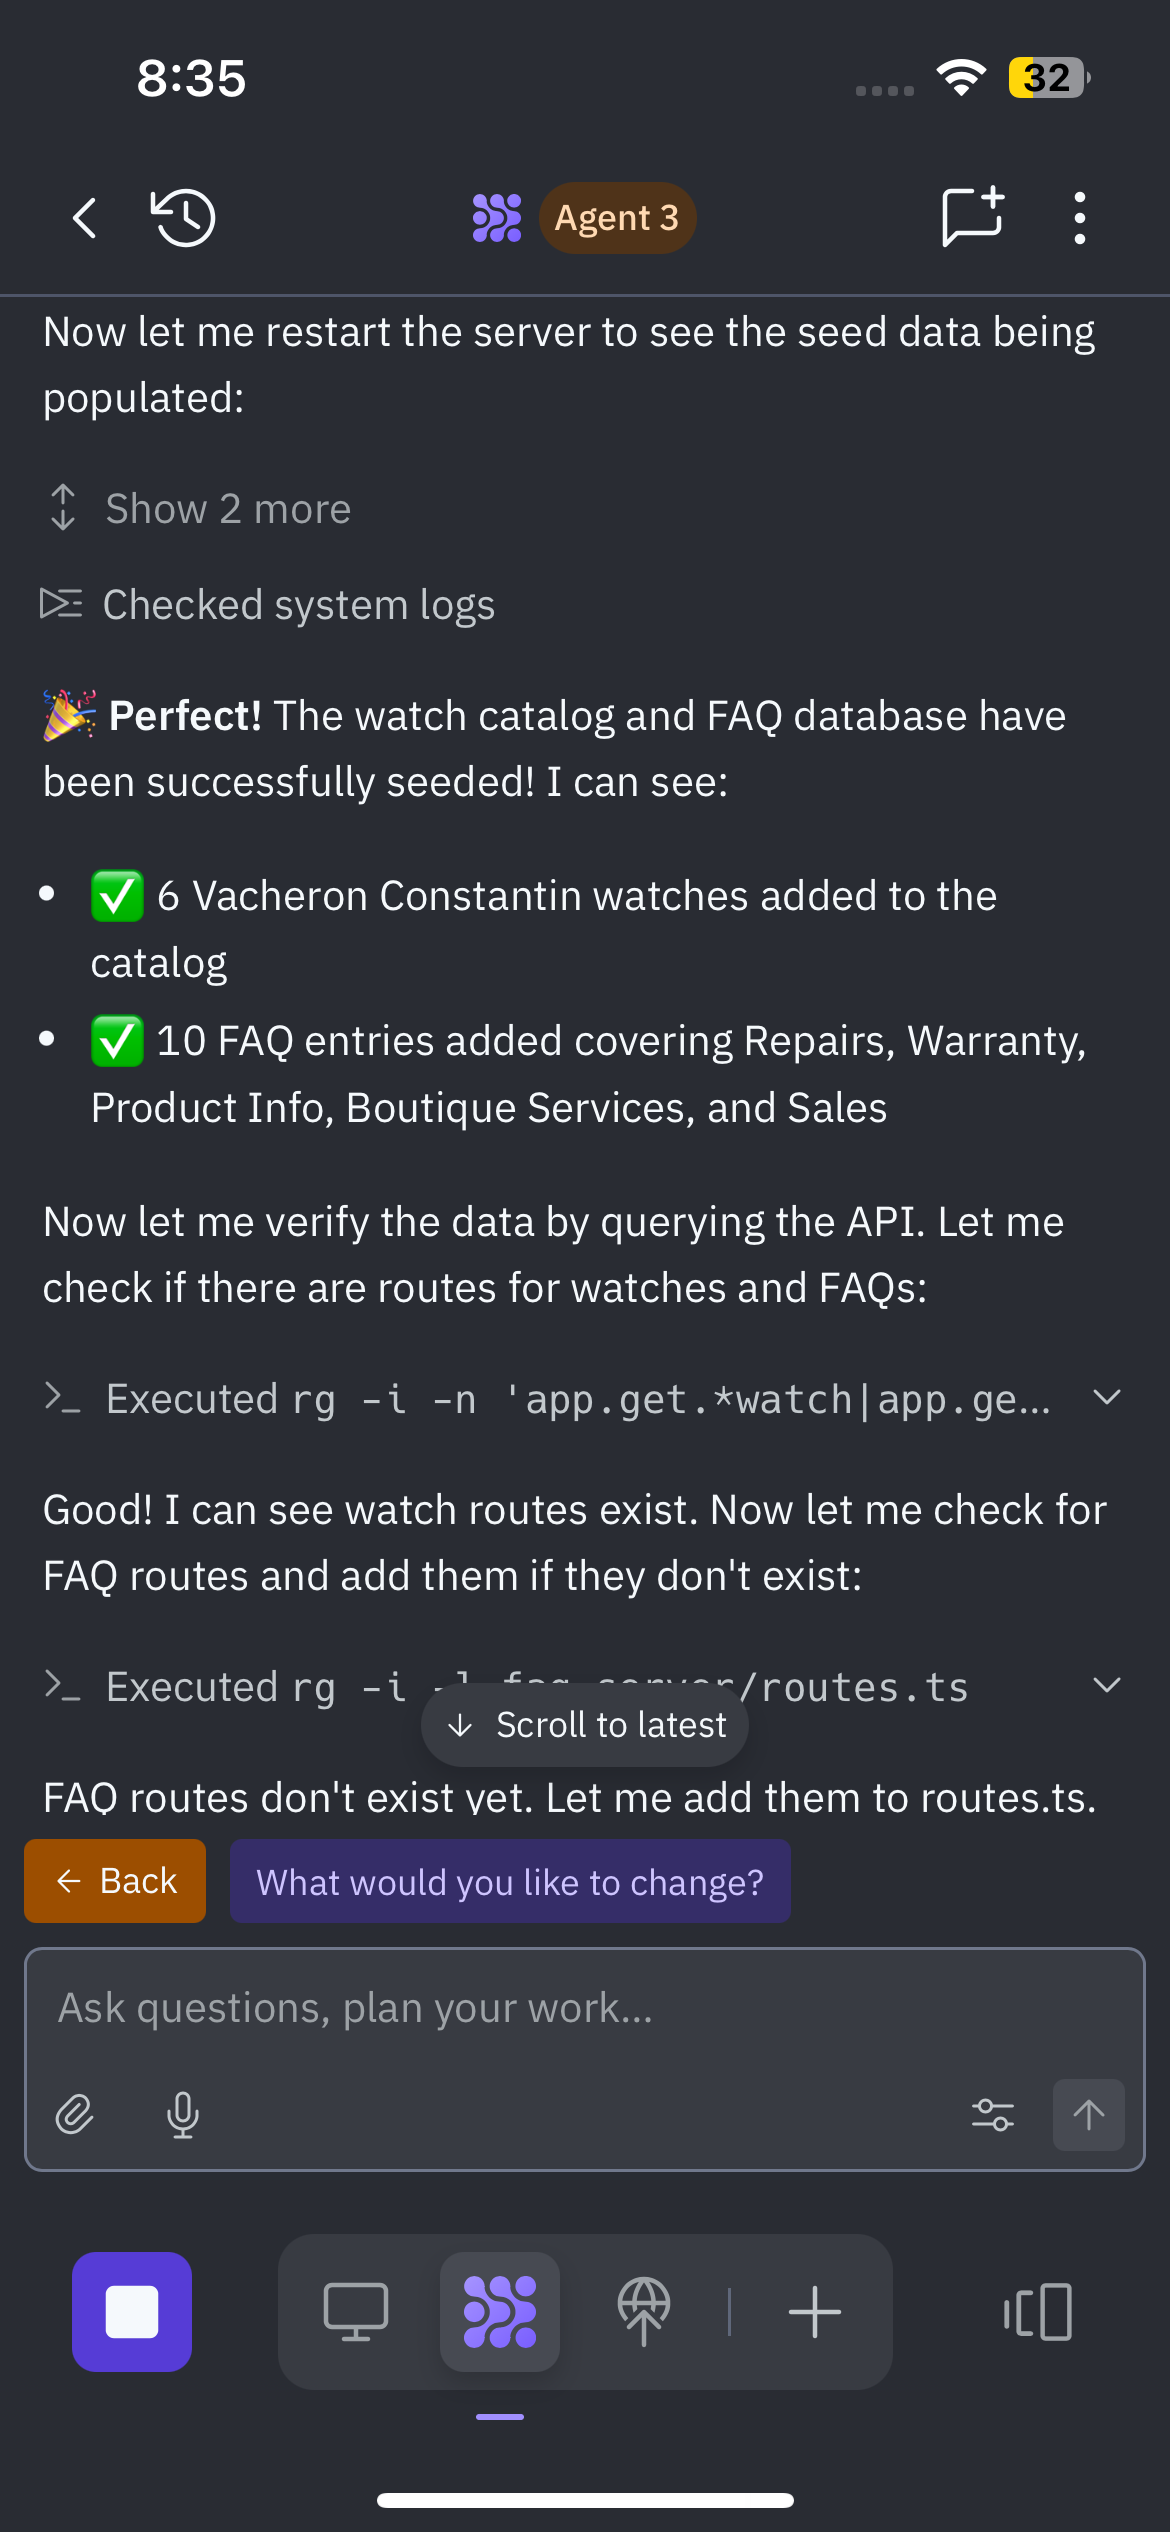 8:35
32
Agent 3
Now let me restart the server to see the seed data being
populated:
Show 2 more
Checked system logs
🎉 Perfect! The watch catalog and FAQ database have
been successfully seeded! I can see:
• ✅ 6 Vacheron Constantin watches added to the
catalog
• ✅ 10 FAQ entries added covering Repairs, Warranty,
Product Info, Boutique Services, and Sales
Now let me verify the data by querying the API. Let me
check if there are routes for watches and FAQs:
Executed rg -i -n 'app.get.*watch|app.ge...
Good! I can see watch routes exist. Now let me check for
FAQ routes and add them if they don't exist:
Executed rg -i -l faq server/routes.ts
Scroll to latest
FAQ routes don't exist yet. Let me add them to routes.ts.
← Back
What would you like to change?
Ask questions, plan your work...